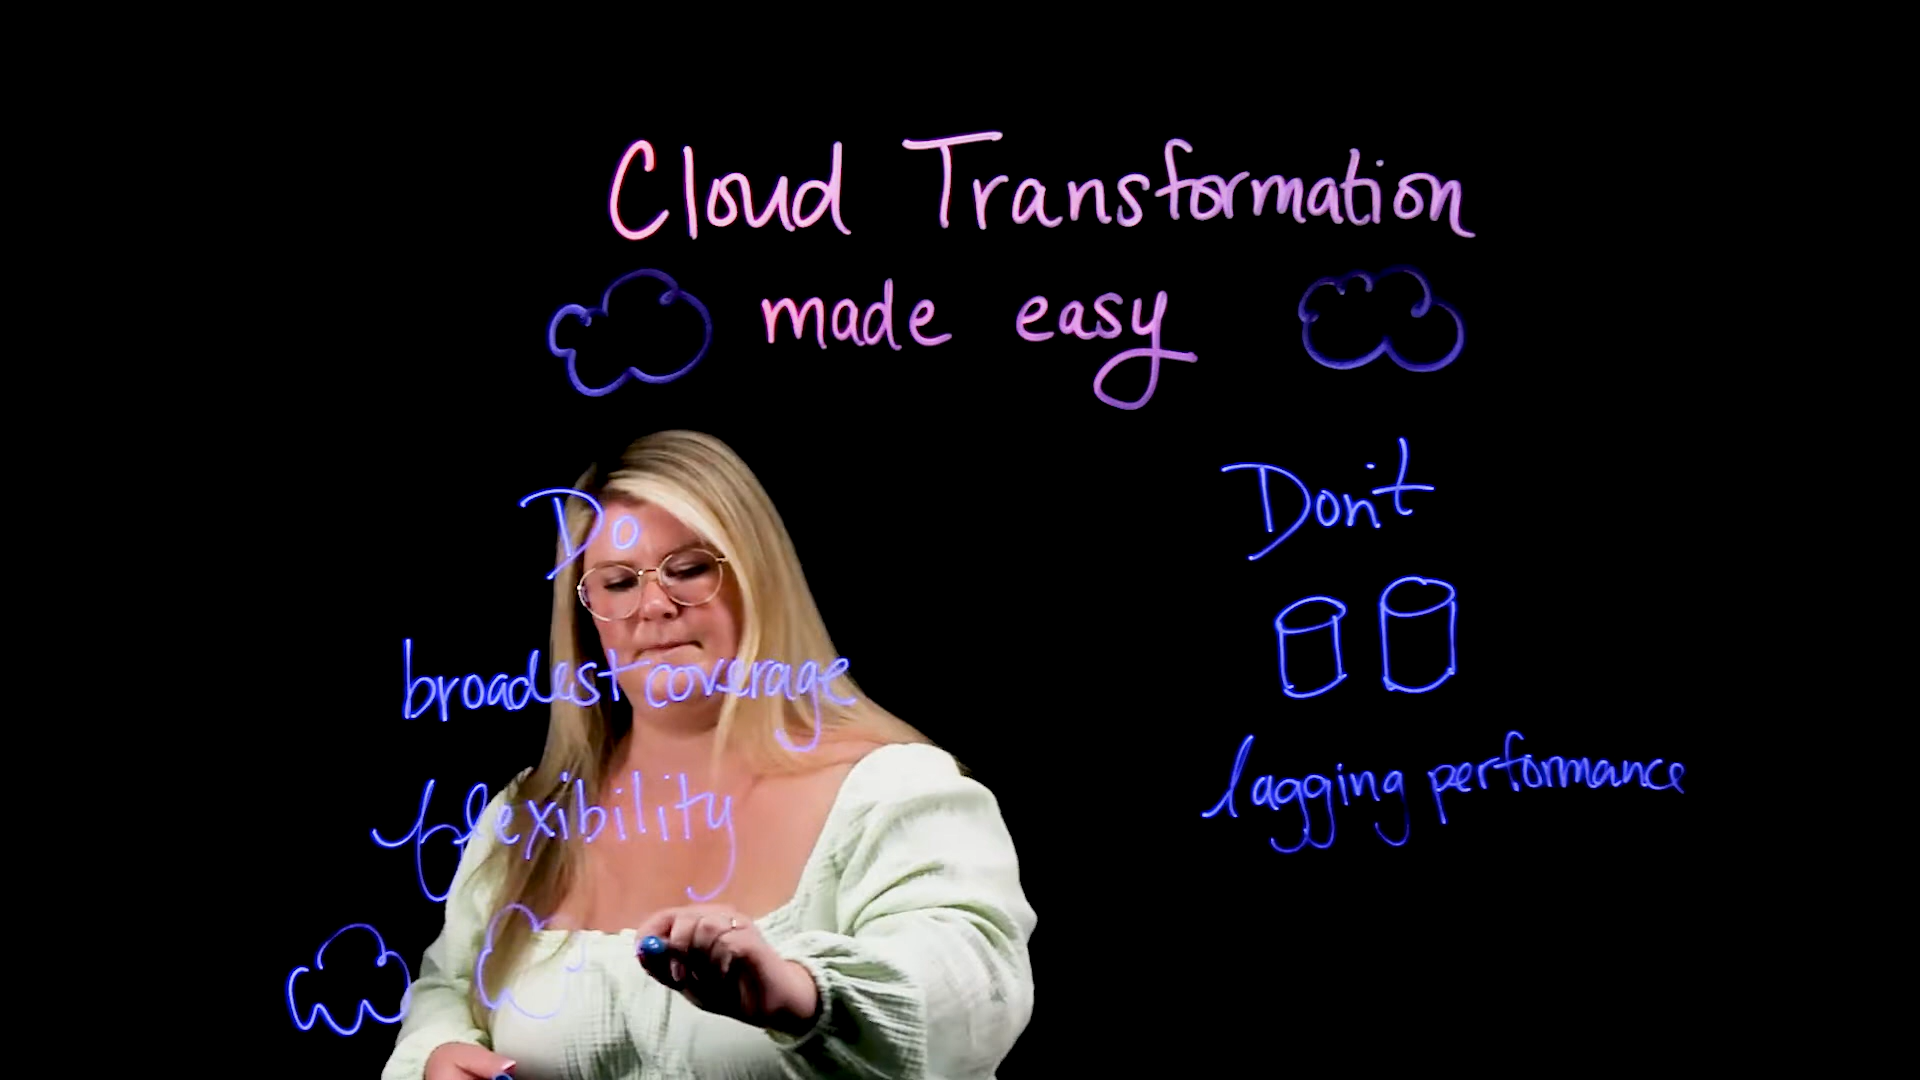 Cloud Transformation
made easy
Do
broadest coverage
flexibility
Don't
lagging performance